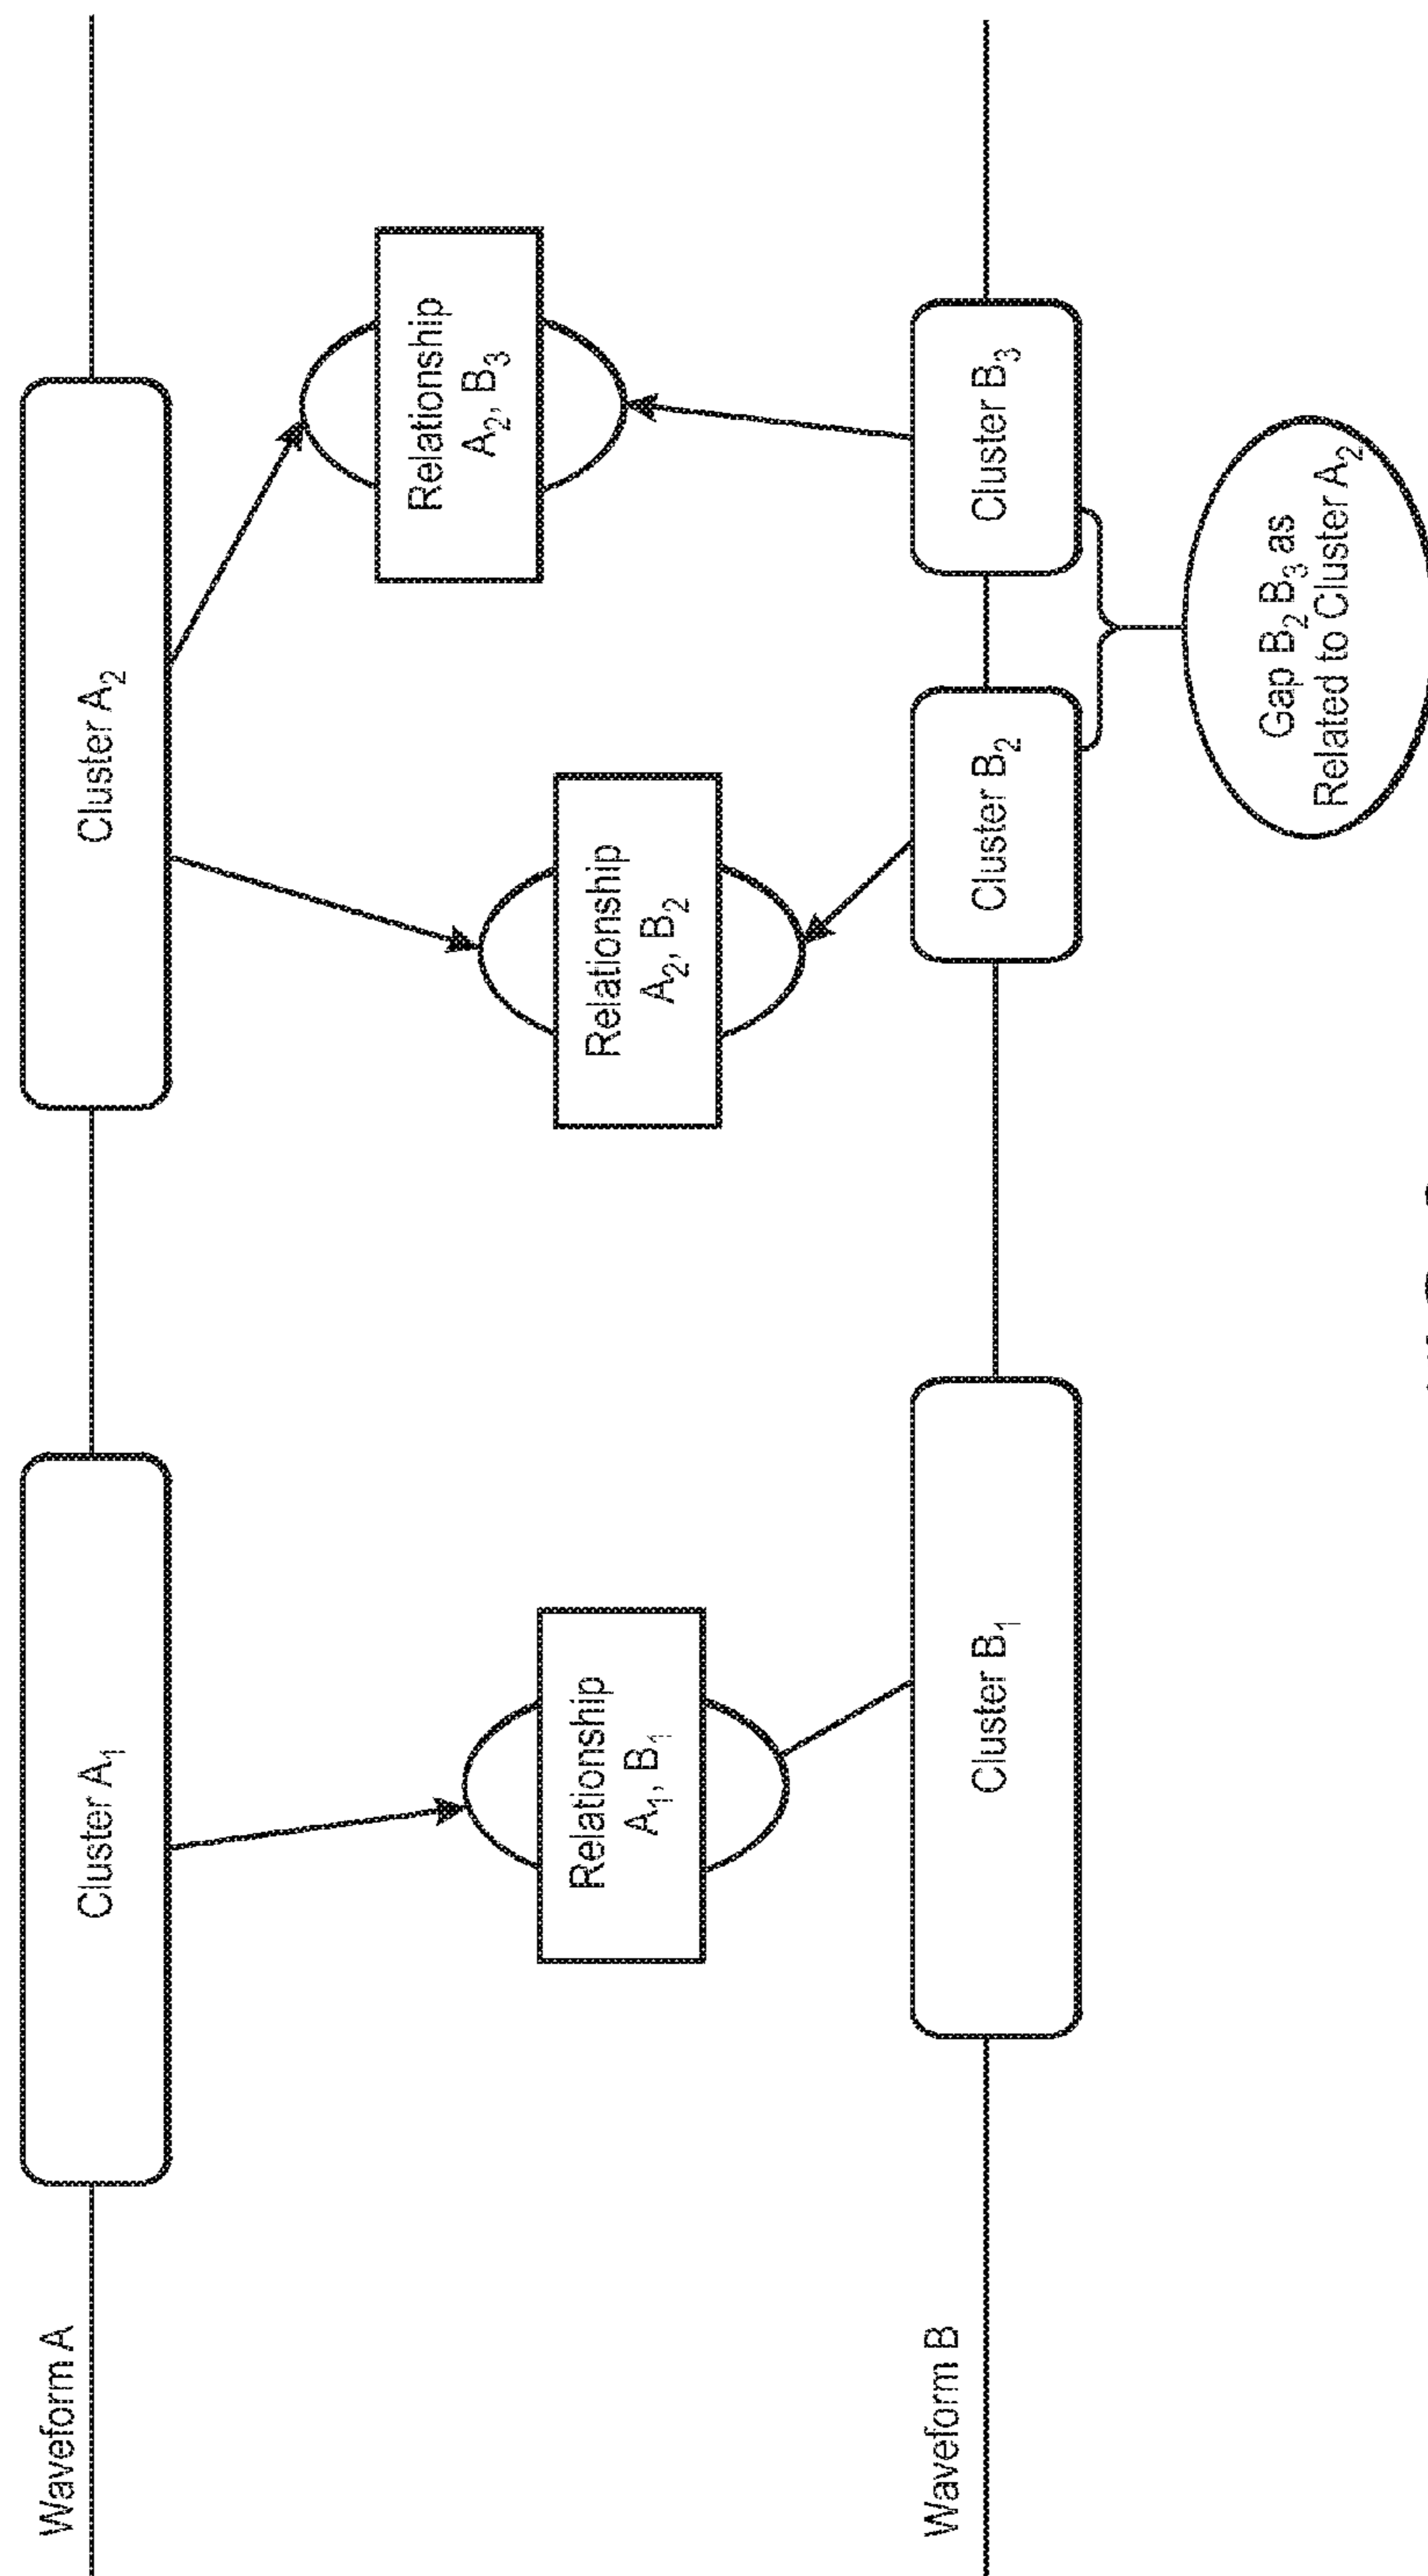 Waveform A
Cluster A₁
Cluster A₂
Relationship
A₁, B₁
Relationship
A₂, B₂
Relationship
A₂, B₃
Waveform B
Cluster B₁
Cluster B₂
Cluster B₃
Gap B₂ B₃ as
Related to Cluster A₂